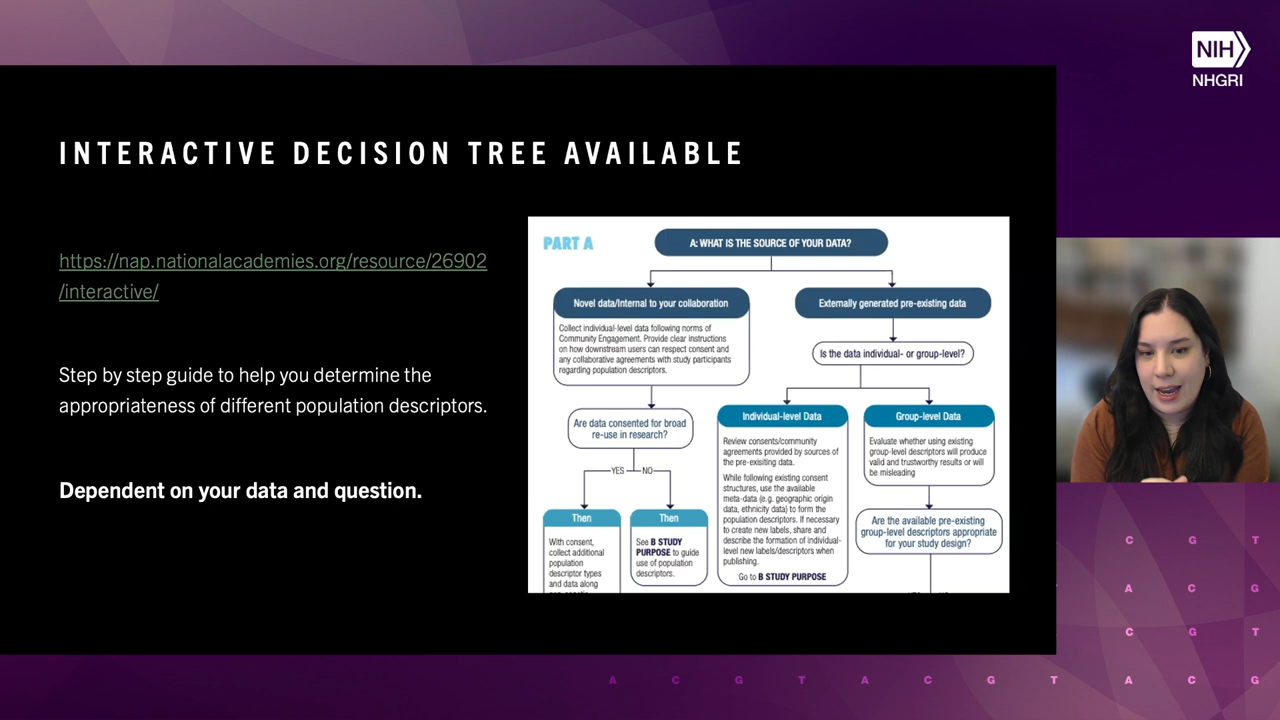 NIH
NHGRI
INTERACTIVE DECISION TREE AVAILABLE
https://nap.nationalacademies.org/resource/26902
/interactive/
Step by step guide to help you determine the
appropriateness of different population descriptors.
Dependent on your data and question.
PART A
A: WHAT IS THE SOURCE OF YOUR DATA?
Novel data/Internal to your collaboration
Collect individual-level data following norms of
Community Engagement. Provide clear instructions
on how downstream users can respect consent and
any collaborative agreements with study participants
regarding population descriptors.
Are data consented for broad
re-use in research?
YES
NO
Then
With consent,
collect additional
population
descriptor types
and data along
Then
See B STUDY
PURPOSE to guide
use of population
descriptors.
Externally generated pre-existing data
Is the data individual- or group-level?
Individual-level Data
Review consents/community
agreements provided by sources of
the pre-exisiting data.
While following existing consent
structures, use the available
meta-data (e.g. geographic origin
data, ethnicity data) to form the
population descriptors. If necessary
to create new labels, share and
describe the formation of individual-
level new labels/descriptors when
publishing.
Go to B STUDY PURPOSE
Group-level Data
Evaluate whether using existing
group-level descriptors will produce
valid and trustworthy results or will
be misleading
Are the available pre-existing
group-level descriptors appropriate
for your study design?
C G T
A C G
C G T
A C G T A C G T A C G